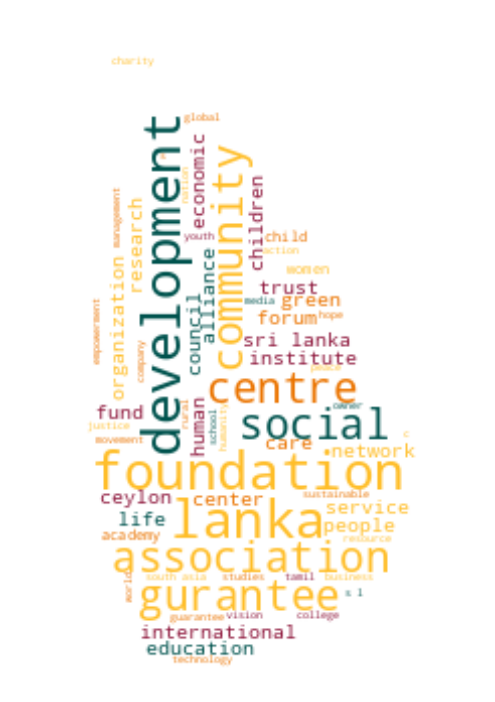 charity
global
development
community
economic
nation
youth
children
management
research
organization
empowerment
company
alliance
council
child
action
women
trust
media
green
forum
hope
sri lanka
institute
peace
centre
fund
justice
movement
rural
human
school
humanity
owner
social
care
c
network
foundation
ceylon
center
sustainable
lanka
service
life
people
academy
resource
association
world
south asia
studies
tamil
business
gurantee
s l
guarantee
vision
college
international
education
technology